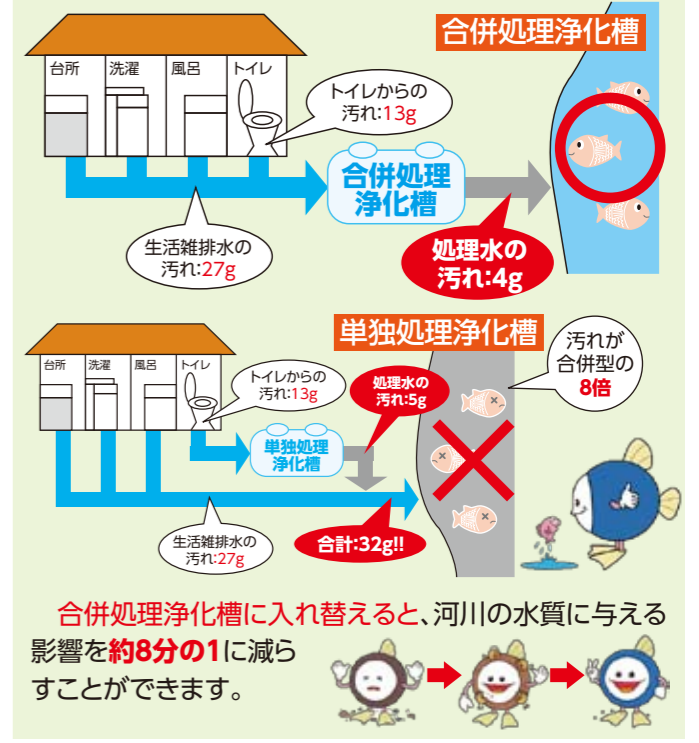 合併処理浄化槽
台所
洗濯
風呂
トイレ
トイレからの
汚れ:13g
合併処理
浄化槽
生活雑排水の
汚れ:27g
処理水の
汚れ:4g
単独処理浄化槽
汚れが
合併型の
8倍
台所
洗濯
風呂
トイレ
トイレからの
汚れ:13g
処理水の
汚れ:5g
単独処理
浄化槽
生活雑排水の
汚れ:27g
合計:32g!!
合併処理浄化槽に入れ替えると、河川の水質に与える
影響を約8分の1に減ら
すことができます。